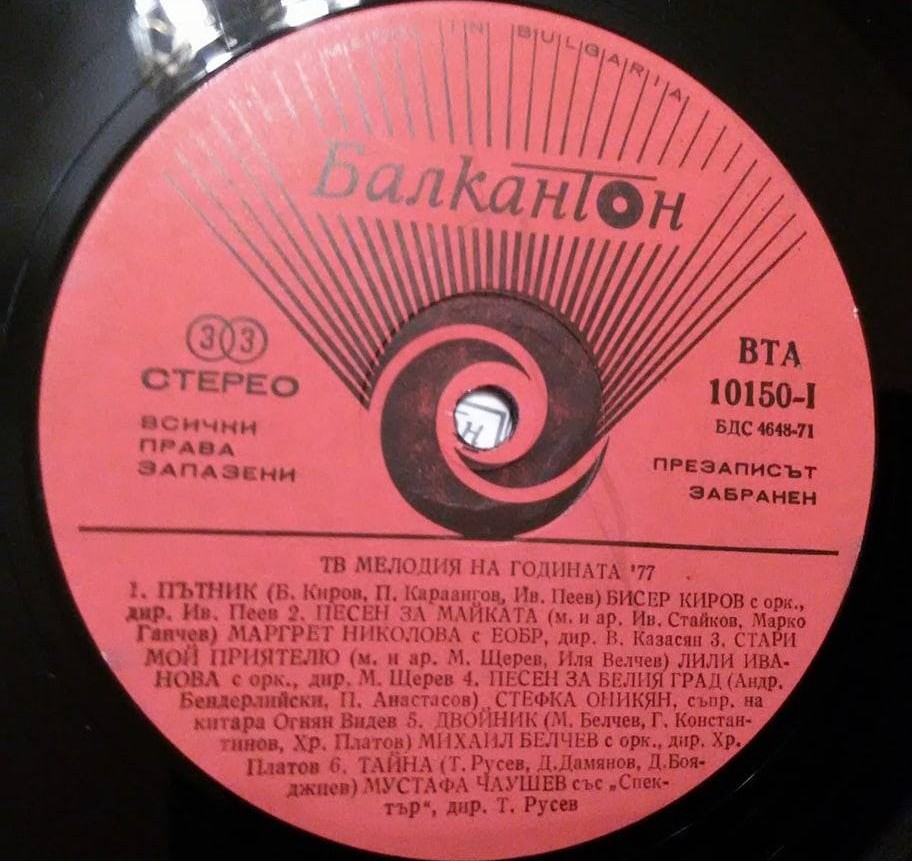 MADE IN BULGARIA
БалканТон
33
СТЕРЕО
ВСИЧКИ
ПРАВА
ЗАПАЗЕНИ
ВТА
10150-I
БДС 4648-71
ПРЕЗАПИСЪТ
ЗАБРАНЕН
ТВ МЕЛОДИЯ НА ГОДИНАТА '77
1. ПЪТНИК (Б. Киров, П. Караангов, Ив. Пеев) БИСЕР КИРОВ с орк.,
дир. Ив. Пеев 2. ПЕСЕН ЗА МАЙКАТА (м. и ар. Ив. Стайков, Марко
Ганчев) МАРГРЕТ НИКОЛОВА с ЕОБР, дир. В. Казасян 3. СТАРИ
МОЙ ПРИЯТЕЛЮ (м. и ар. М. Щерев, Иля Велчев) ЛИЛИ ИВА-
НОВА с орк., дир. М. Щерев 4. ПЕСЕН ЗА БЕЛИЯ ГРАД (Андр.
Бендерлийски, П. Анастасов) СТЕФКА ОНИКЯН, съпр. на
китара Огнян Видев 5. ДВОЙНИК (М. Белчев, Г. Констан-
тинов, Хр. Платов) МИХАИЛ БЕЛЧЕВ с орк., дир. Хр.
Платов 6. ТАЙНА (Т. Русев, Д. Дамянов, Д. Боя-
джиев) МУСТАФА ЧАУШЕВ със „Спек-
тър“, дир. Т. Русев